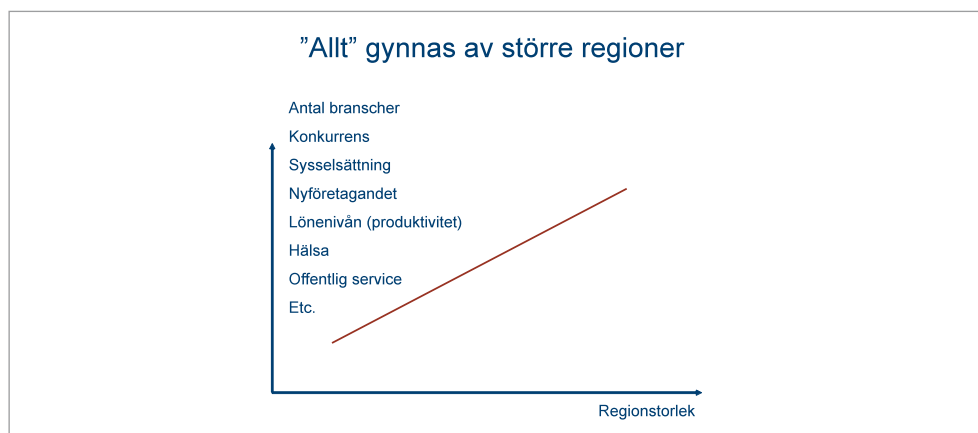 ”Allt” gynnas av större regioner
Antal branscher
Konkurrens
Sysselsättning
Nyföretagandet
Lönenivån (produktivitet)
Hälsa
Offentlig service
Etc.
Regionstorlek